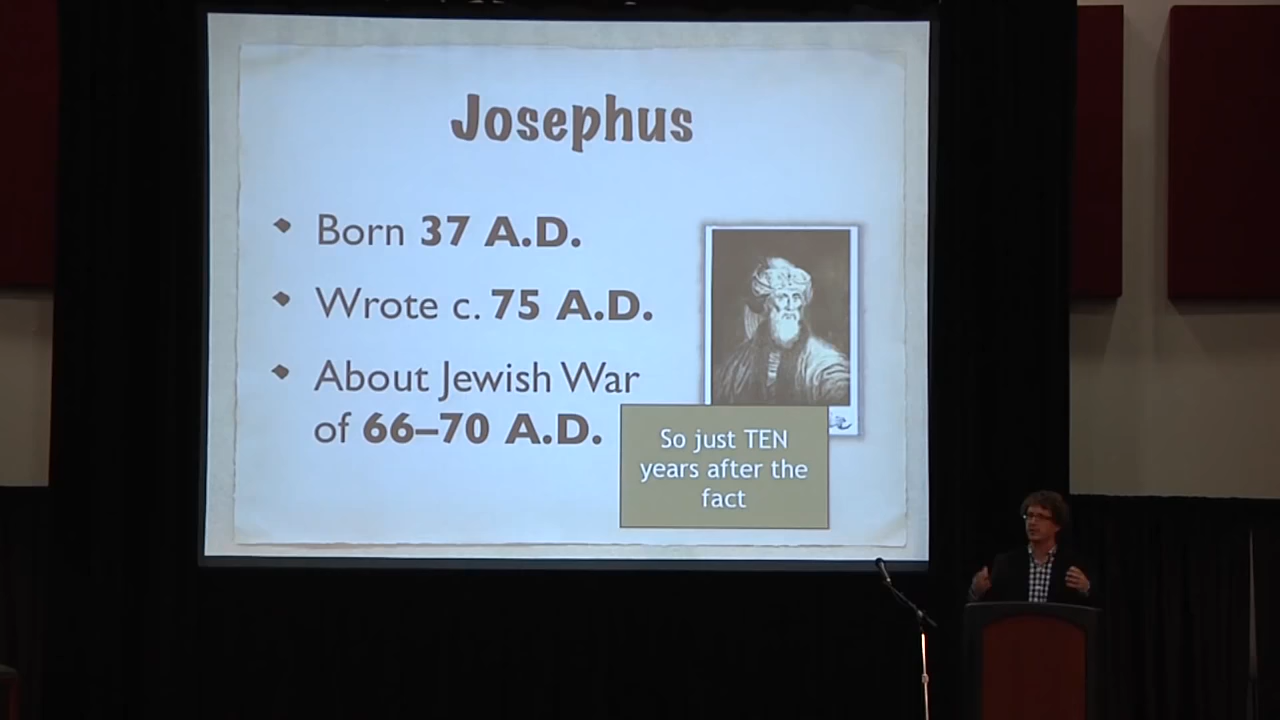 Josephus
Born 37 A.D.
Wrote c. 75 A.D.
About Jewish War
of 66–70 A.D.
So just TEN
years after the
fact